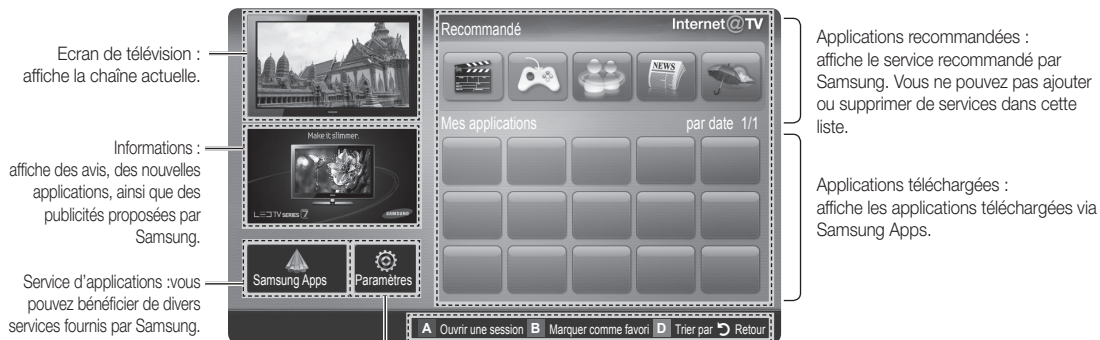 Ecran de télévision :
affiche la chaîne actuelle.
Informations :
affiche des avis, des nouvelles
applications, ainsi que des
publicités proposées par
Samsung.
Service d'applications :vous
pouvez bénéficier de divers
services fournis par Samsung.
Recommandé
Internet@TV
NEWS
Mes applications
par date 1/1
Make it slimmer.
LED TV SERIES 7
SAMSUNG
Samsung Apps
Paramètres
A Ouvrir une session B Marquer comme favori D Trier par Retour
Applications recommandées :
affiche le service recommandé par
Samsung. Vous ne pouvez pas ajouter
ou supprimer de services dans cette
liste.
Applications téléchargées :
affiche les applications téléchargées via
Samsung Apps.